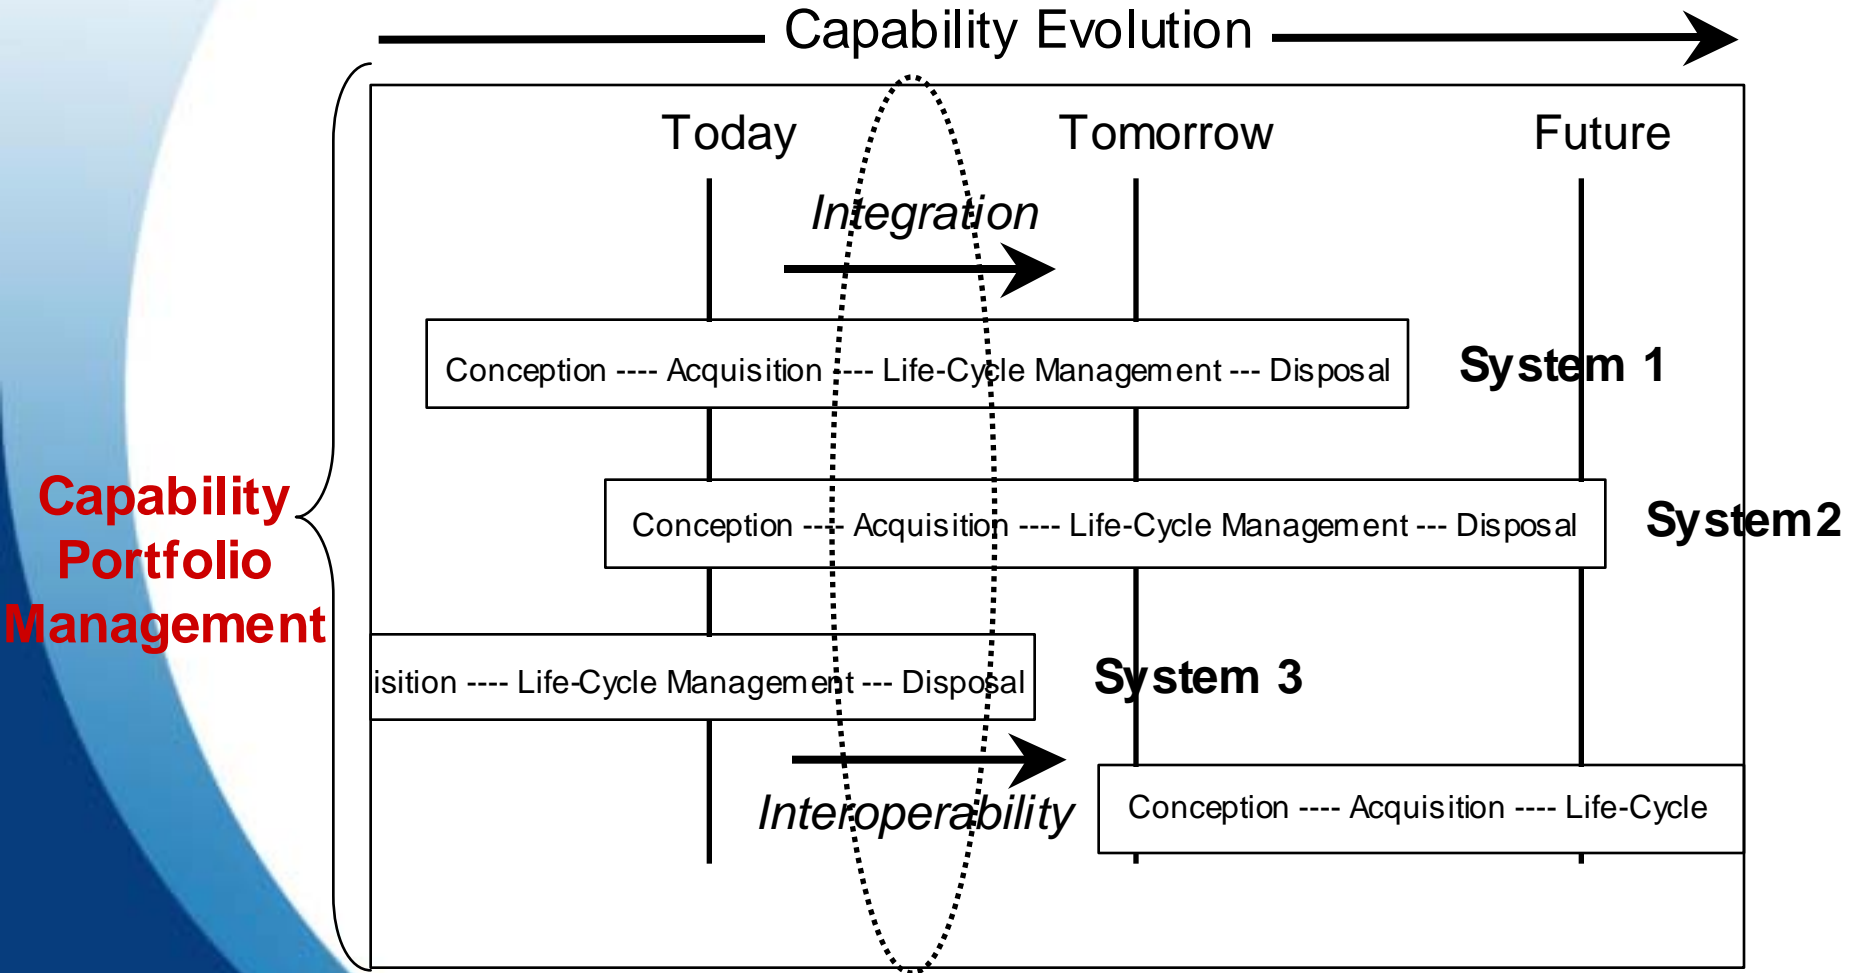 Capability Evolution
Today
Tomorrow
Future
Integration
Conception ---- Acquisition ---- Life-Cycle Management --- Disposal
System 1
Conception ---- Acquisition ---- Life-Cycle Management --- Disposal
System2
Capability
Portfolio
Management
isition ---- Life-Cycle Management --- Disposal
System 3
Interoperability
Conception ---- Acquisition ---- Life-Cycle